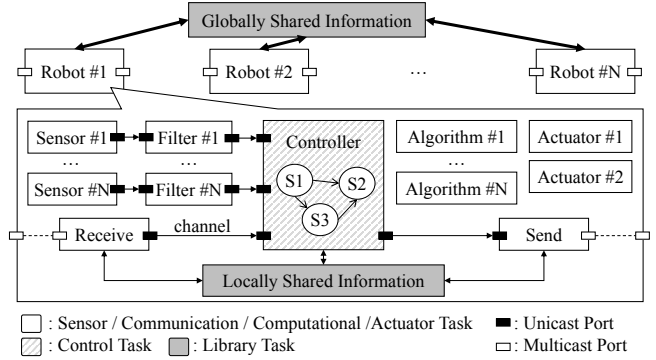 Globally Shared Information
Robot #1
Robot #2
…
Robot #N
Sensor #1
Filter #1
Controller
Algorithm #1
Actuator #1
…
…
…
Sensor #N
Filter #N
S1
S2
S3
Algorithm #N
Actuator #2
Receive
channel
Send
Locally Shared Information
: Sensor / Communication / Computational /Actuator Task
: Unicast Port
: Control Task
: Library Task
: Multicast Port